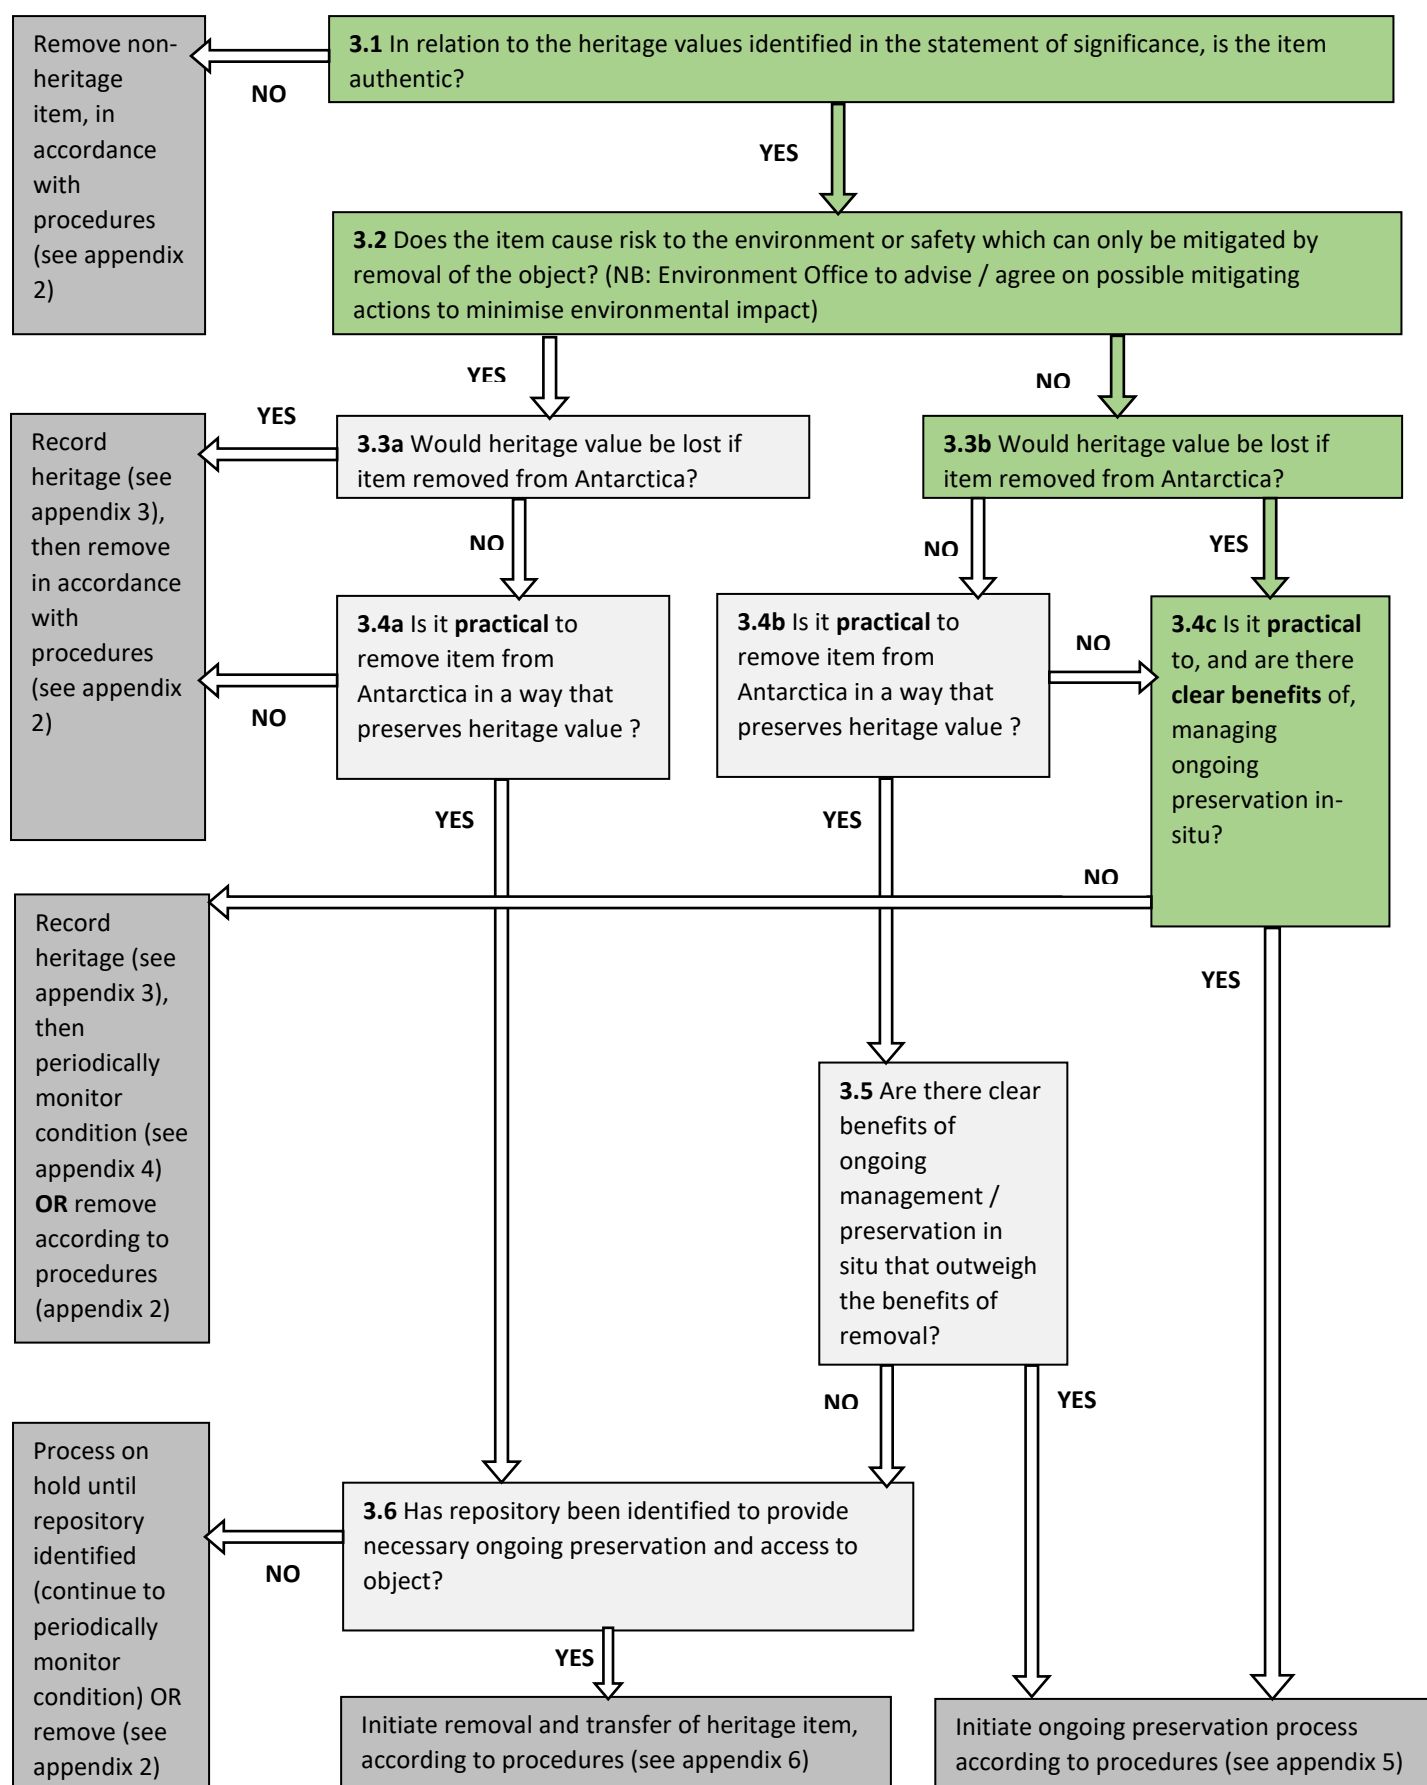 Remove non-
heritage
item, in
accordance
with
procedures
(see appendix
2)
3.1 In relation to the heritage values identified in the statement of significance, is the item
authentic?
NO
YES
3.2 Does the item cause risk to the environment or safety which can only be mitigated by
removal of the object? (NB: Environment Office to advise / agree on possible mitigating
actions to minimise environmental impact)
YES
NO
YES
Record
heritage (see
appendix 3),
then remove
in accordance
with
procedures
(see appendix
2)
3.3a Would heritage value be lost if
item removed from Antarctica?
3.3b Would heritage value be lost if
item removed from Antarctica?
NO
NO
YES
3.4a Is it practical to
remove item from
Antarctica in a way that
preserves heritage value ?
NO
3.4b Is it practical to
remove item from
Antarctica in a way that
preserves heritage value ?
NO
3.4c Is it practical
to, and are there
clear benefits of,
managing
ongoing
preservation in-
situ?
YES
YES
NO
YES
Record
heritage (see
appendix 3),
then
periodically
monitor
condition (see
appendix 4)
OR remove
according to
procedures
(appendix 2)
3.5 Are there clear
benefits of
ongoing
management /
preservation in
situ that outweigh
the benefits of
removal?
NO
YES
Process on
hold until
repository
identified
(continue to
periodically
monitor
condition) OR
remove (see
appendix 2)
3.6 Has repository been identified to provide
necessary ongoing preservation and access to
object?
NO
YES
Initiate removal and transfer of heritage item,
according to procedures (see appendix 6)
Initiate ongoing preservation process
according to procedures (see appendix 5)